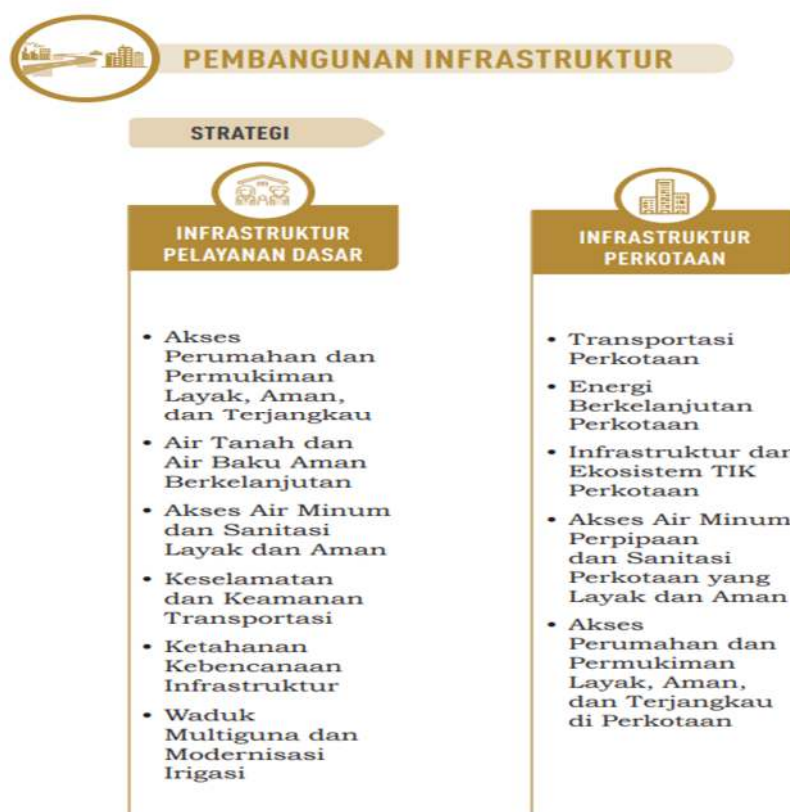 PEMBANGUNAN INFRASTRUKTUR
STRATEGI
INFRASTRUKTUR
PELAYANAN DASAR
• Akses
Perumahan dan
Permukiman
Layak, Aman,
dan Terjangkau
• Air Tanah dan
Air Baku Aman
Berkelanjutan
• Akses Air Minum
dan Sanitasi
Layak dan Aman
• Keselamatan
dan Keamanan
Transportasi
• Ketahanan
Kebencanaan
Infrastruktur
• Waduk
Multiguna dan
Modernisasi
Irigasi
INFRASTRUKTUR
PERKOTAAN
• Transportasi
Perkotaan
• Energi
Berkelanjutan
Perkotaan
• Infrastruktur dan
Ekosistem TIK
Perkotaan
• Akses Air Minum
Perpipaan
dan Sanitasi
Perkotaan yang
Layak dan Aman
• Akses
Perumahan dan
Permukiman
Layak, Aman,
dan Terjangkau
di Perkotaan